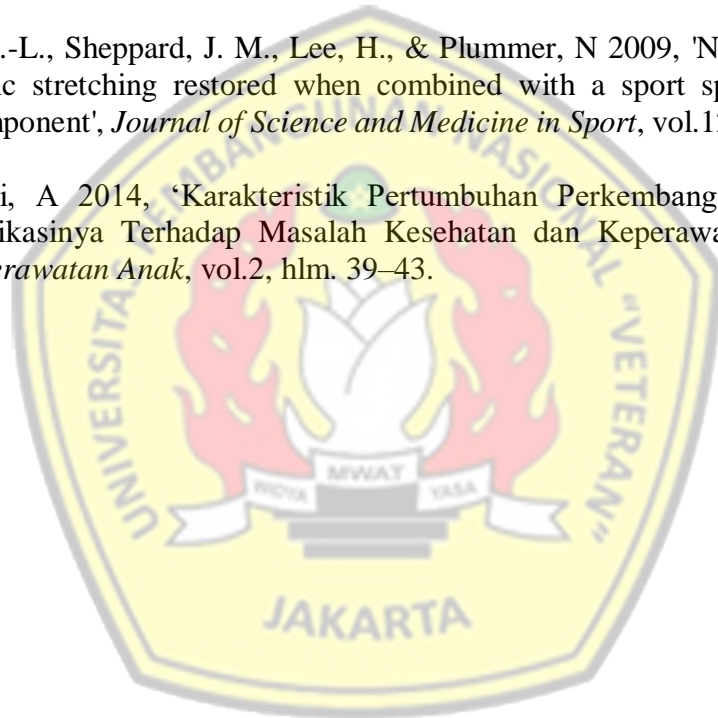 .-L., Sheppard, J. M., Lee, H., & Plummer, N 2009, 'N
ic stretching restored when combined with a sport sp
ponent', Journal of Science and Medicine in Sport, vol.12
i, A 2014, ‘Karakteristik Pertumbuhan Perkembang
ikasinya Terhadap Masalah Kesehatan dan Keperawa
erawatan Anak, vol.2, hlm. 39–43.
UNIVERSITAS PEMBANGUNAN NASIONAL "VETERAN"
WIDYA MWAT YASA
JAKARTA